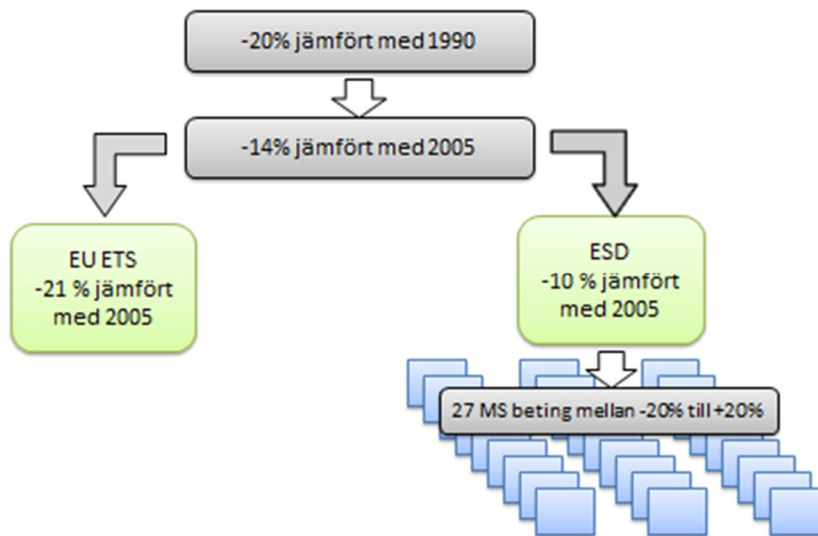 -20% jämfört med 1990
-14% jämfört med 2005
EU ETS
-21 % jämfört
med 2005
ESD
-10 % jämfört
med 2005
27 MS beting mellan -20% till +20%